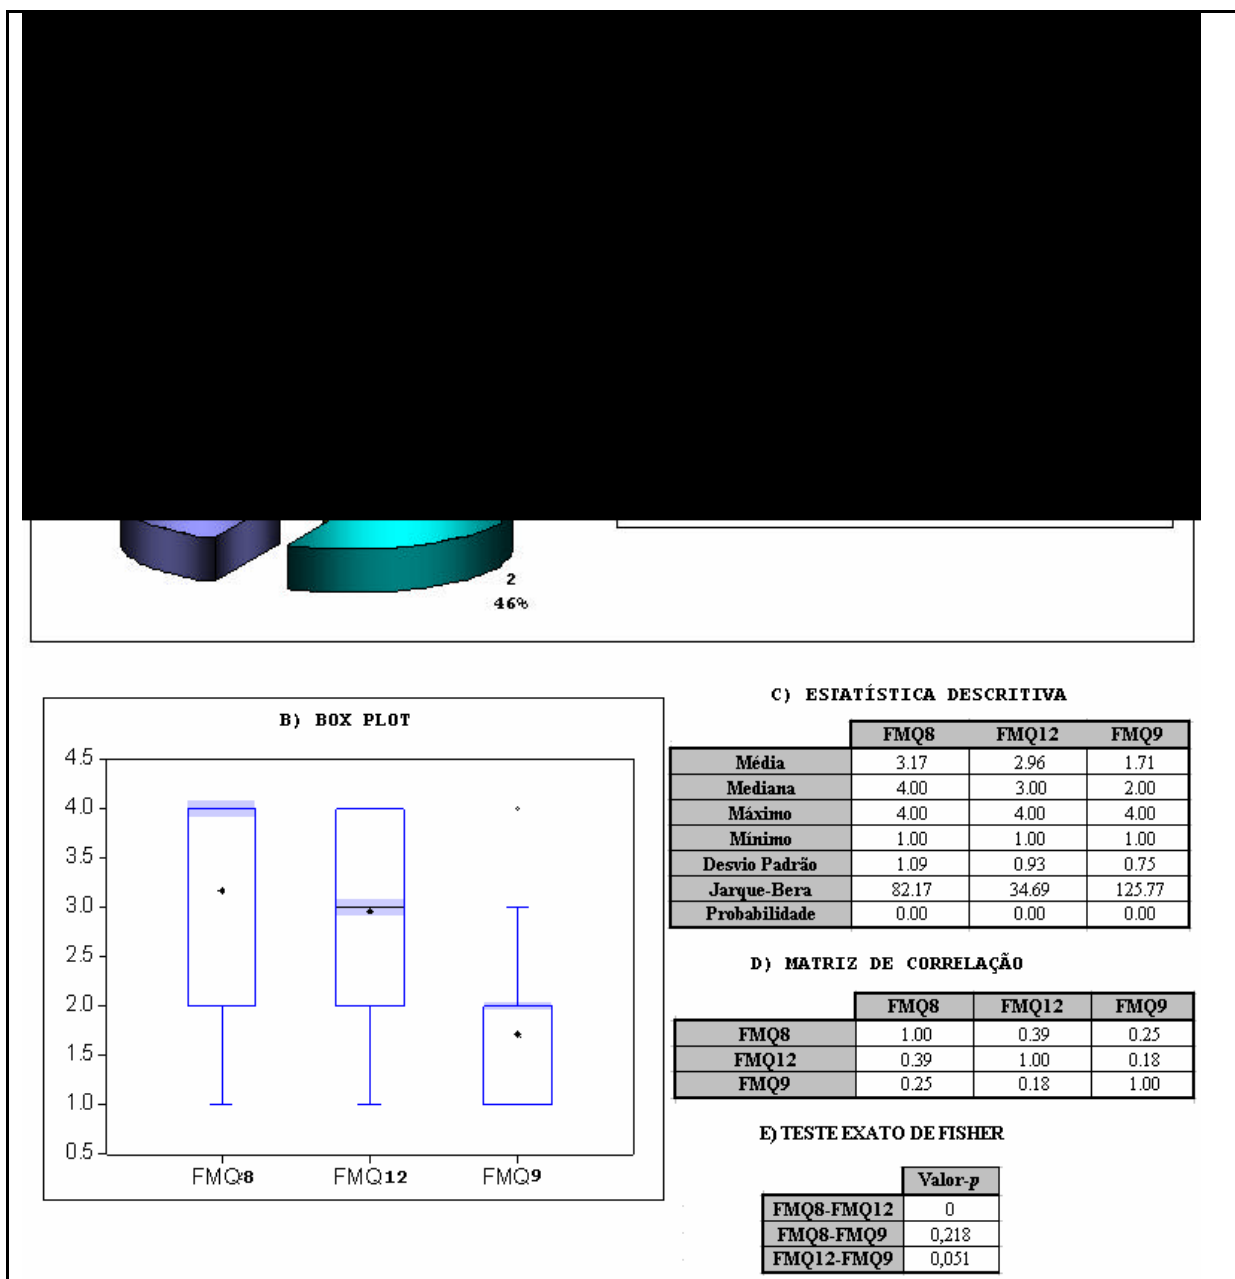 2
46%
B) BOX PLOT
4.5
4.0
3.5
3.0
2.5
2.0
1.5
1.0
0.5
FMQ8 FMQ12 FMQ9
C) ESTATÍSTICA DESCRITIVA
FMQ8 FMQ12 FMQ9
Média 3.17 2.96 1.71
Mediana 4.00 3.00 2.00
Máximo 4.00 4.00 4.00
Mínimo 1.00 1.00 1.00
Desvio Padrão 1.09 0.93 0.75
Jarque-Bera 82.17 34.69 125.77
Probabilidade 0.00 0.00 0.00
D) MATRIZ DE CORRELAÇÃO
FMQ8 FMQ12 FMQ9
FMQ8 1.00 0.39 0.25
FMQ12 0.39 1.00 0.18
FMQ9 0.25 0.18 1.00
E) TESTE EXATO DE FISHER
Valor-p
FMQ8-FMQ12 0
FMQ8-FMQ9 0,218
FMQ12-FMQ9 0,051